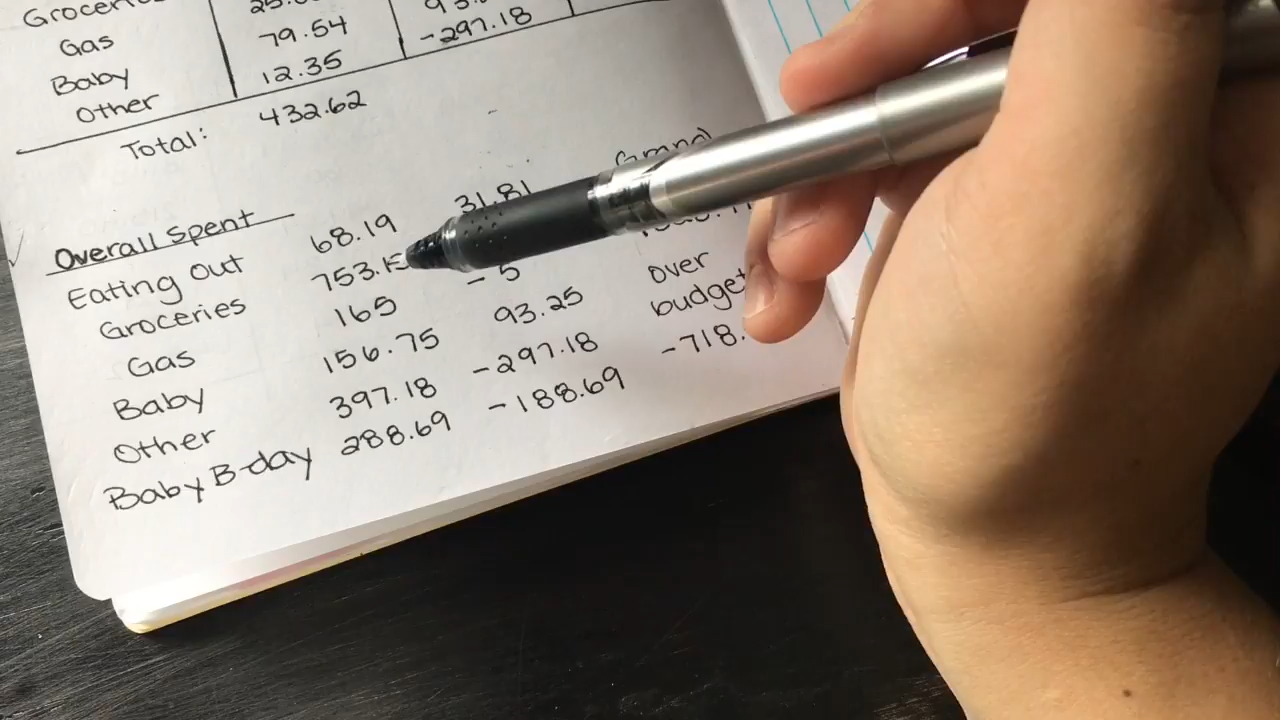 Groceries
Gas 79.54 -297.18
Baby 12.35
Other
Total: 432.62
Overall Spent
Eating Out 68.19 31.81
Groceries 753.15
Gas 165 -5 over
Baby 156.75 93.25 budget
Other 397.18 -297.18 -718.
Baby B-day 288.69 -188.69